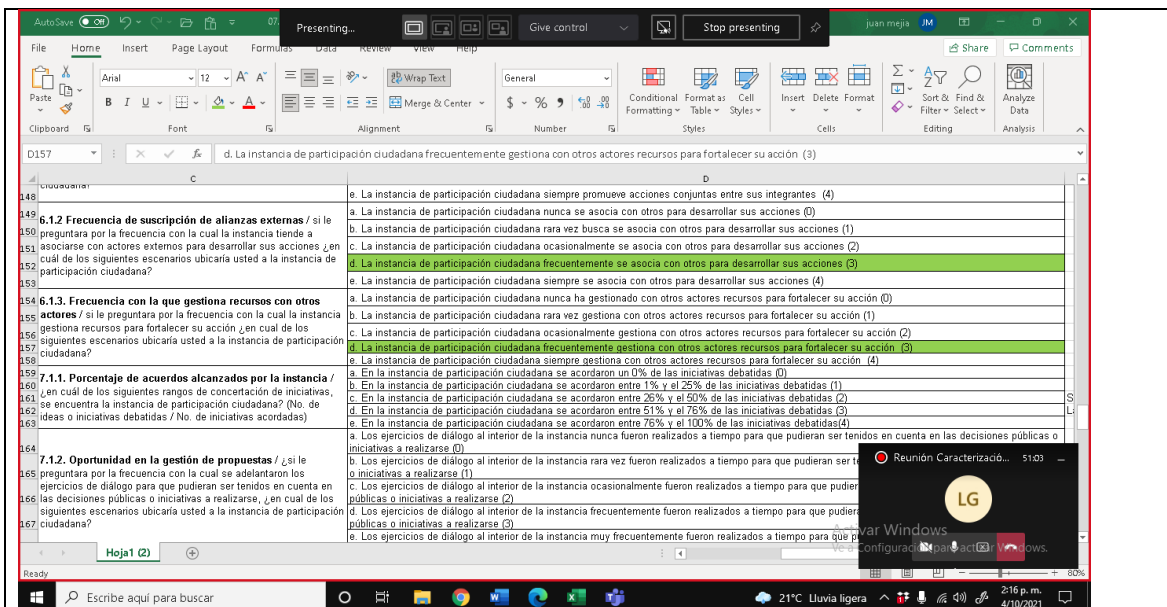 AutoSave Off 07.
Presenting... Give control Stop presenting
juan mejia JM
File Home Insert Page Layout Formulas Data Review View Help
Share Comments
Paste
Arial 12
Wrap Text
General
Conditional Formatting Format as Table Cell Styles
Insert Delete Format
Sort & Filter Find & Select
Analyze Data
B I U
Merge & Center
Clipboard Font Alignment Number Styles Cells Editing Analysis
D157 fx d. La instancia de participación ciudadana frecuentemente gestiona con otros actores recursos para fortalecer su acción (3)
C D
148 ciudadana?
e. La instancia de participación ciudadana siempre promueve acciones conjuntas entre sus integrantes (4)
149
150
151
152
153
6.1.2 Frecuencia de suscripción de alianzas externas / si le
preguntara por la frecuencia con la cual la instancia tiende a
asociarse con actores externos para desarrollar sus acciones ¿en
cuál de los siguientes escenarios ubicaría usted a la instancia de
participación ciudadana?
a. La instancia de participación ciudadana nunca se asocia con otros para desarrollar sus acciones (0)
b. La instancia de participación ciudadana rara vez busca se asocia con otros para desarrollar sus acciones (1)
c. La instancia de participación ciudadana ocasionalmente se asocia con otros para desarrollar sus acciones (2)
d. La instancia de participación ciudadana frecuentemente se asocia con otros para desarrollar sus acciones (3)
e. La instancia de participación ciudadana siempre se asocia con otros para desarrollar sus acciones (4)
154
155
156
157
158
6.1.3. Frecuencia con la que gestiona recursos con otros
actores / si le preguntara por la frecuencia con la cual la instancia
gestiona recursos para fortalecer su acción ¿en cual de los
siguientes escenarios ubicaría usted a la instancia de participación
ciudadana?
a. La instancia de participación ciudadana nunca ha gestionado con otros actores recursos para fortalecer su acción (0)
b. La instancia de participación ciudadana rara vez gestiona con otros actores recursos para fortalecer su acción (1)
c. La instancia de participación ciudadana ocasionalmente gestiona con otros actores recursos para fortalecer su acción (2)
d. La instancia de participación ciudadana frecuentemente gestiona con otros actores recursos para fortalecer su acción (3)
e. La instancia de participación ciudadana siempre gestiona con otros actores recursos para fortalecer su acción (4)
159
160
161
162
163
7.1.1. Porcentaje de acuerdos alcanzados por la instancia /
¿en cuál de los siguientes rangos de concertación de iniciativas,
se encuentra la instancia de participación ciudadana? (No. de
ideas o iniciativas debatidas / No. de iniciativas acordadas)
a. En la instancia de participación ciudadana se acordaron un 0% de las iniciativas debatidas (0)
b. En la instancia de participación ciudadana se acordaron entre 1% y el 25% de las iniciativas debatidas (1)
c. En la instancia de participación ciudadana se acordaron entre 26% y el 50% de las iniciativas debatidas (2)
d. En la instancia de participación ciudadana se acordaron entre 51% y el 76% de las iniciativas debatidas (3)
e. En la instancia de participación ciudadana se acordaron entre 76% y el 100% de las iniciativas debatidas(4)
164
165
166
167
7.1.2. Oportunidad en la gestión de propuestas / ¿si le
preguntara por la frecuencia con la cual se adelantaron los
ejercicios de diálogo para que pudieran ser tenidos en cuenta en
las decisiones públicas o iniciativas a realizarse, ¿en cual de los
siguientes escenarios ubicaría usted a la instancia de participación
ciudadana?
a. Los ejercicios de diálogo al interior de la instancia nunca fueron realizados a tiempo para que pudieran ser tenidos en cuenta en las decisiones públicas o
iniciativas a realizarse (0)
b. Los ejercicios de diálogo al interior de la instancia rara vez fueron realizados a tiempo para que pudieran ser te
o iniciativas a realizarse (1)
c. Los ejercicios de diálogo al interior de la instancia ocasionalmente fueron realizados a tiempo para que pudier
públicas o iniciativas a realizarse (2)
d. Los ejercicios de diálogo al interior de la instancia frecuentemente fueron realizados a tiempo para que pudiera
públicas o iniciativas a realizarse (3)
e. Los ejercicios de diálogo al interior de la instancia muy frecuentemente fueron realizados a tiempo para que p
Reunión Caracterizació... 51:03
LG
Activar Windows
Ve a Configuración para activar Windows.
Hoja1 (2)
Ready
80%
Escribe aquí para buscar
21°C Lluvia ligera
2:16 p. m.
4/10/2021